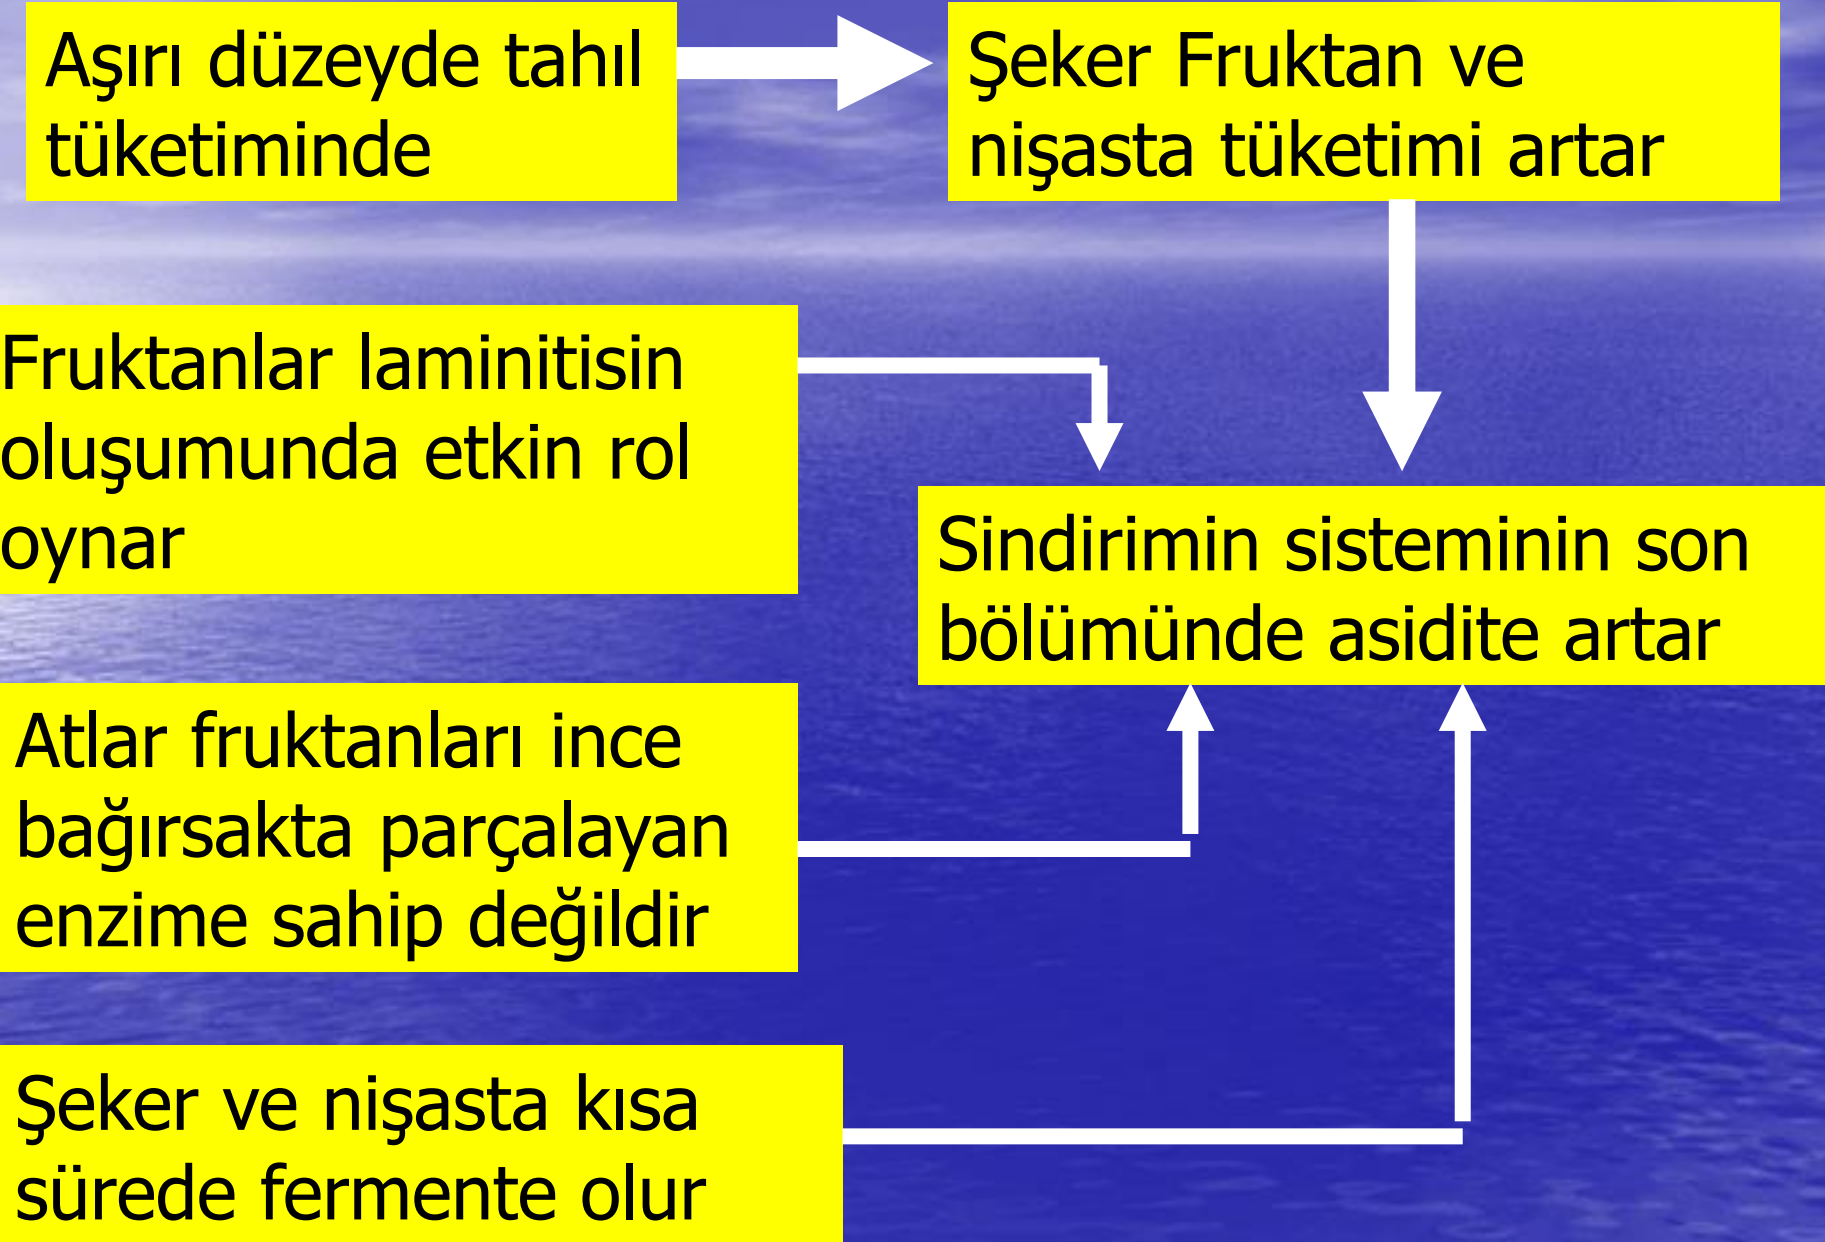 Aşırı düzeyde tahıl
tüketiminde
Şeker Fruktan ve
nişasta tüketimi artar
Fruktanlar laminitisin
oluşumunda etkin rol
oynar
Sindirimin sisteminin son
bölümünde asidite artar
Atlar fruktanları ince
bağırsakta parçalayan
enzime sahip değildir
Şeker ve nişasta kısa
sürede fermente olur